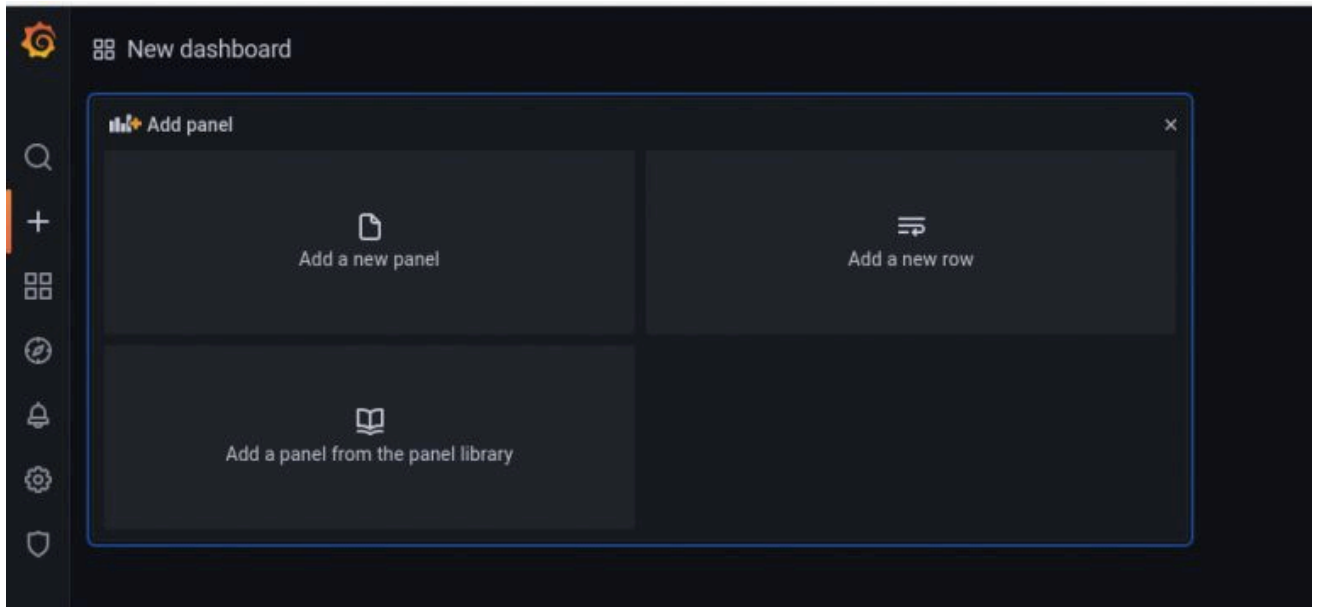 New dashboard
Add panel
Add a new panel
Add a new row
Add a panel from the panel library